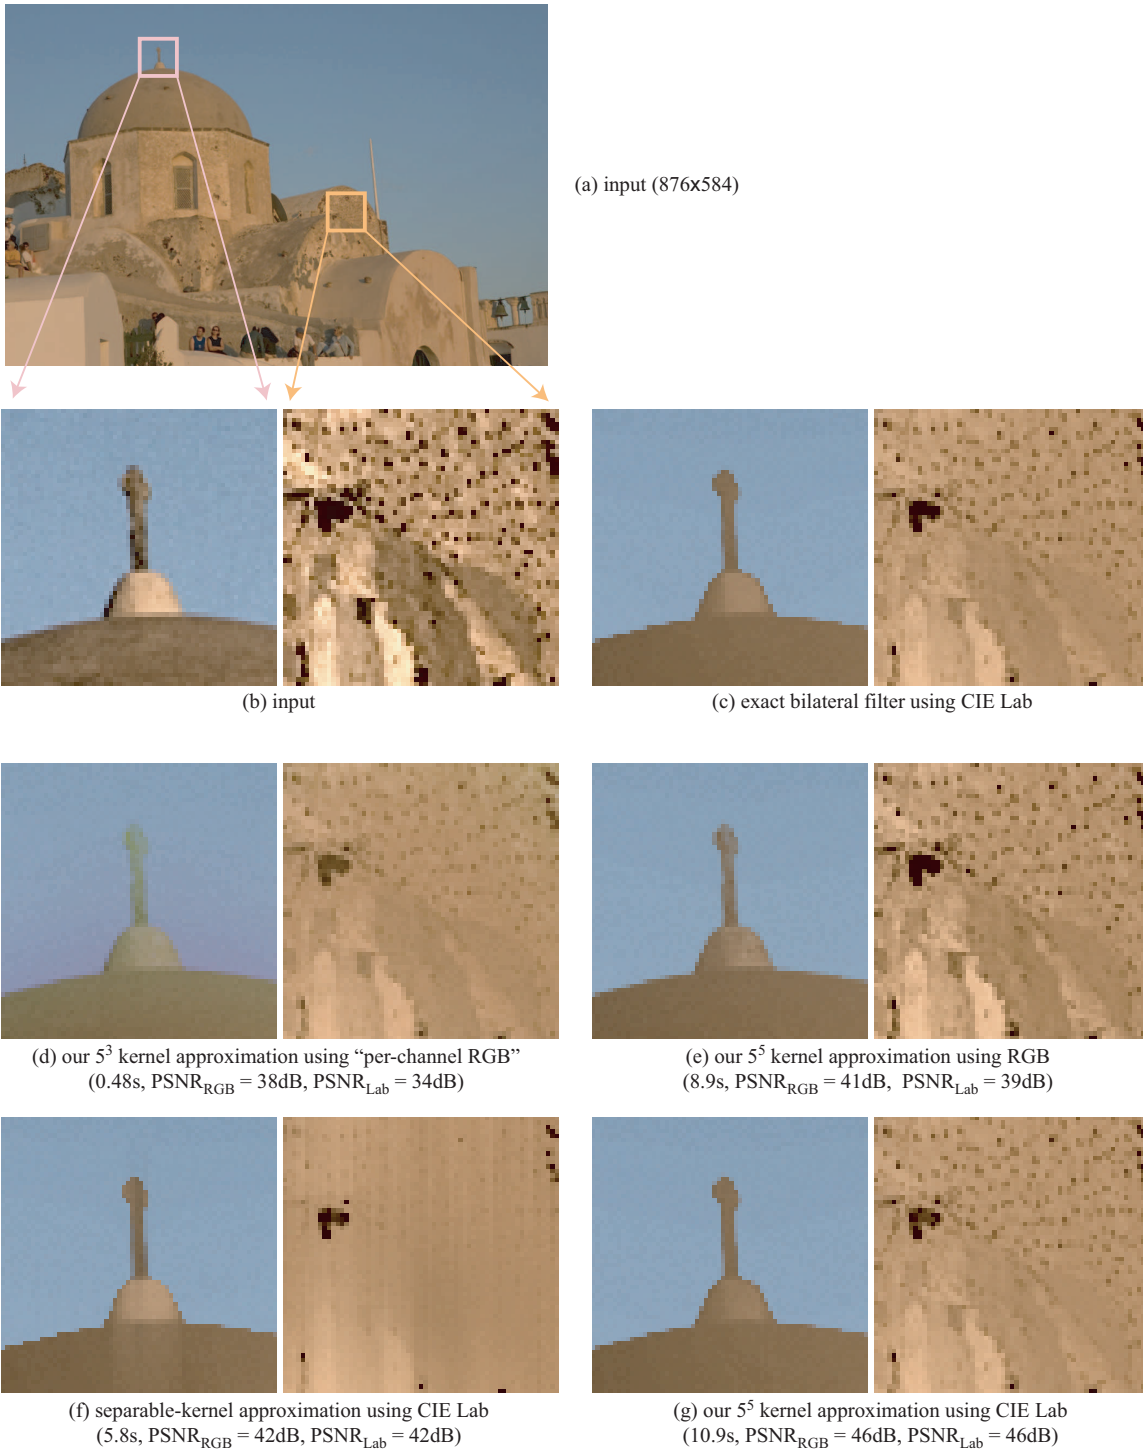 (a) input (876x584)
(b) input
(c) exact bilateral filter using CIE Lab
(d) our 5³ kernel approximation using “per-channel RGB”
(0.48s, PSNR_RGB = 38dB, PSNR_Lab = 34dB)
(e) our 5⁵ kernel approximation using RGB
(8.9s, PSNR_RGB = 41dB, PSNR_Lab = 39dB)
(f) separable-kernel approximation using CIE Lab
(5.8s, PSNR_RGB = 42dB, PSNR_Lab = 42dB)
(g) our 5⁵ kernel approximation using CIE Lab
(10.9s, PSNR_RGB = 46dB, PSNR_Lab = 46dB)